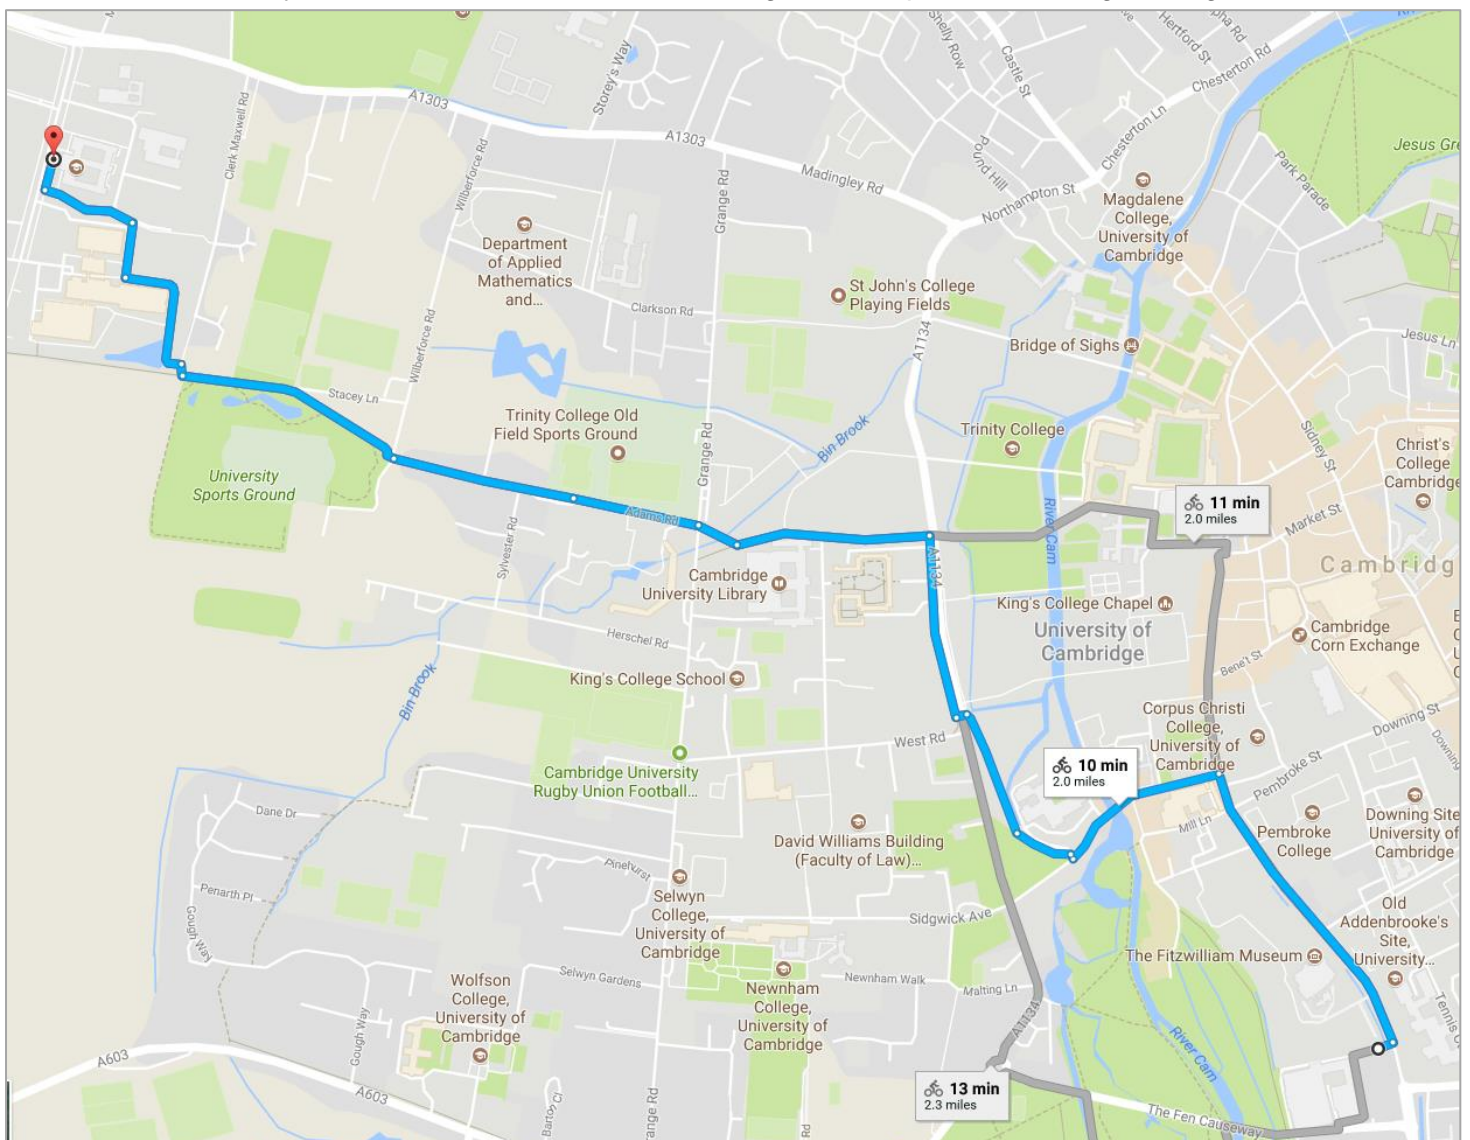 Shelly Row
Hertford St
Chesterton Rd
Castle St
Storey's Way
A1303
Clerk Maxwell Rd
A1303
Chesterton Ln
Pound Hill
Jesus Gre
Park Parade
Wilberforce Rd
Grange Rd
Madingley Rd
Northampton St
Magdalene
College,
University of
Cambridge
Department
of Applied
Mathematics
and...
St John's College
Playing Fields
Clarkson Rd
A1134
Jesus Ln
Bridge of Sighs
Wilberforce Rd
Stacey Ln
Trinity College Old
Field Sports Ground
Grange Rd
Bin Brook
Trinity College
Sidney St
Christ's
College
Cambridge
University
Sports Ground
11 min
2.0 miles
River Cam
Market St
Adams Rd
Sylvester Rd
A1134
Cambridg
Cambridge
University Library
King's College Chapel
University of
Cambridge
Cambridge
Corn Exchange
Herschel Rd
Bene't St
King's College School
Bin Brook
Corpus Christi
College,
University of
Cambridge
Downing St
Downing
West Rd
Pembroke St
10 min
2.0 miles
Cambridge University
Rugby Union Football...
Dane Dr
Mill Ln
David Williams Building
(Faculty of Law)...
Pembroke
College
Downing Site
University of
Cambridge
Pinehurst
Penarth Pl
Selwyn
College,
University of
Cambridge
Sidgwick Ave
Old
Addenbrooke's
Site,
University...
Gough Way
The Fitzwilliam Museum
Wolfson
College,
University of
Cambridge
Selwyn Gardens
Newnham
College,
University of
Cambridge
Newnham Walk
Malting Ln
Tennis C
A1134
Gough Way
River Cam
A603
A603
13 min
2.3 miles
Barton Cl
ange Rd
Rd
The Fen Causeway